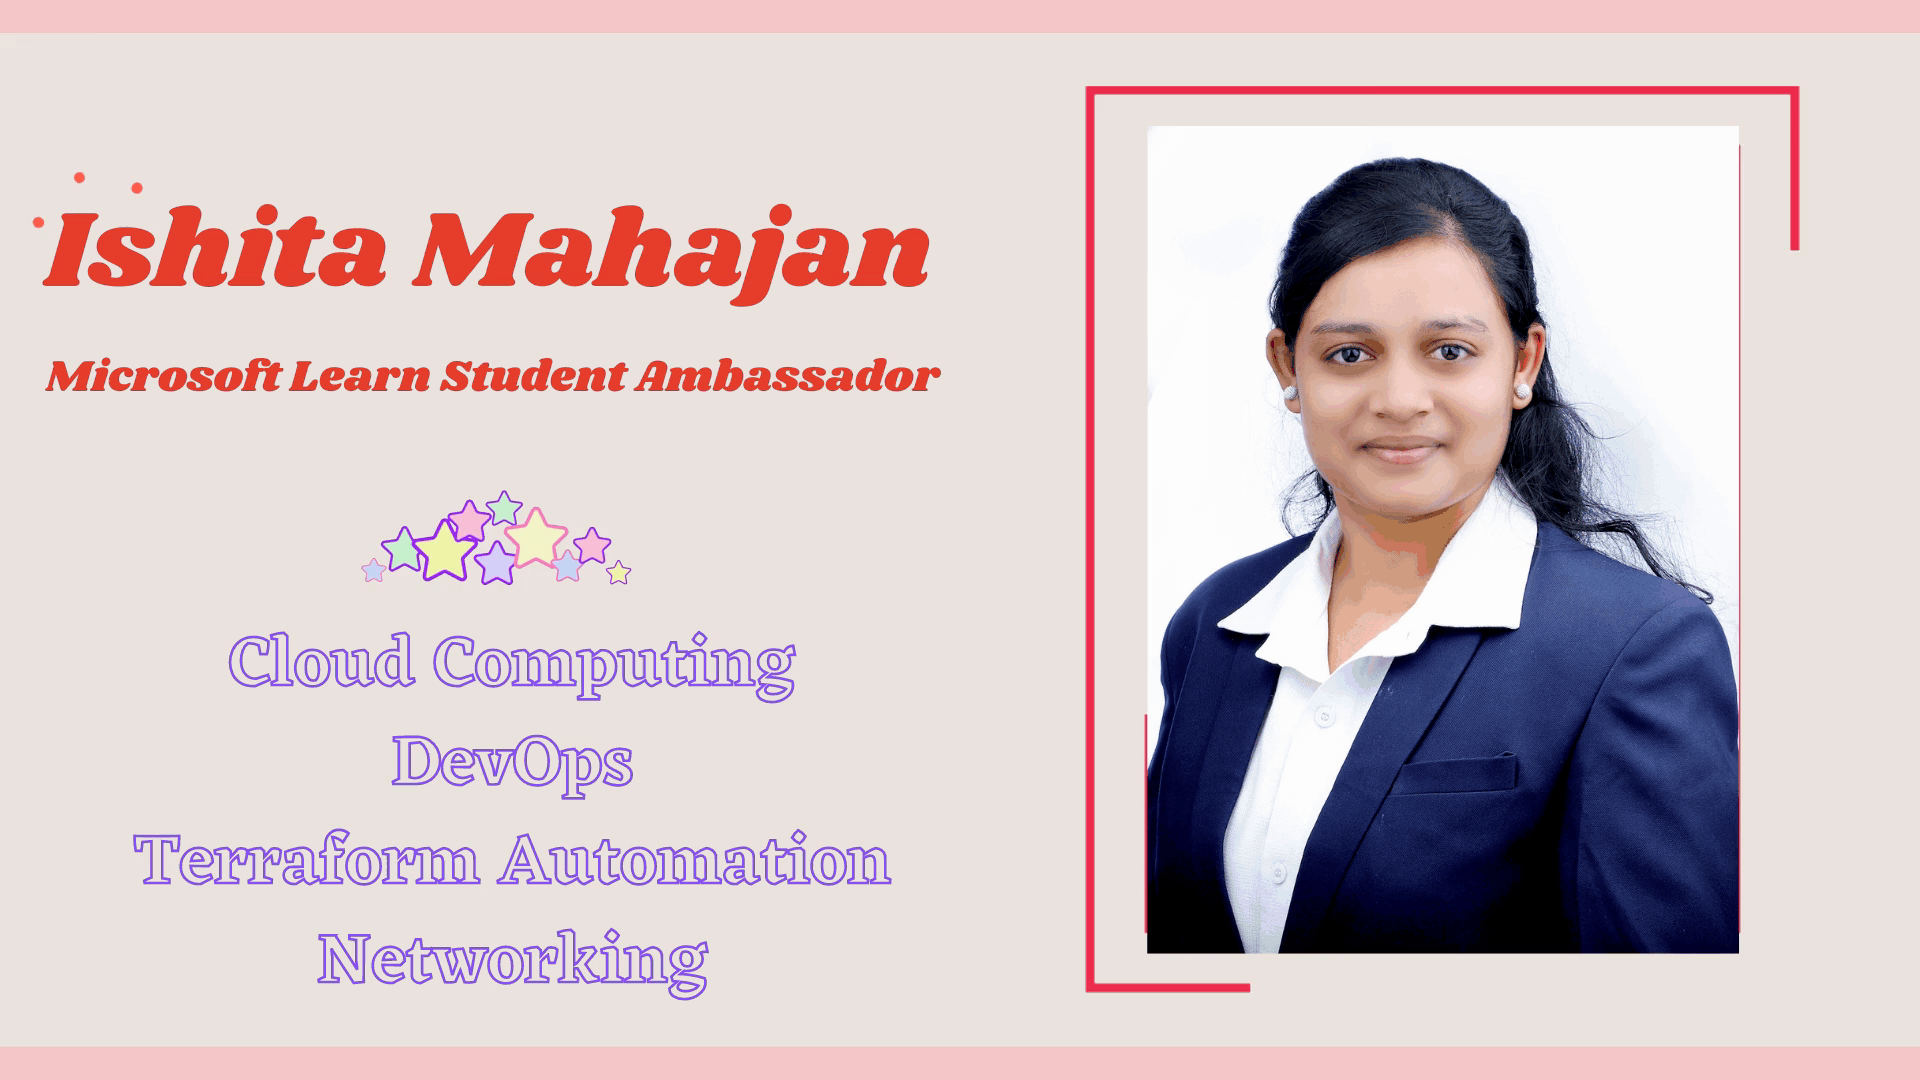 Ishita Mahajan
Microsoft Learn Student Ambassador
Cloud Computing
DevOps
Terraform Automation
Networking